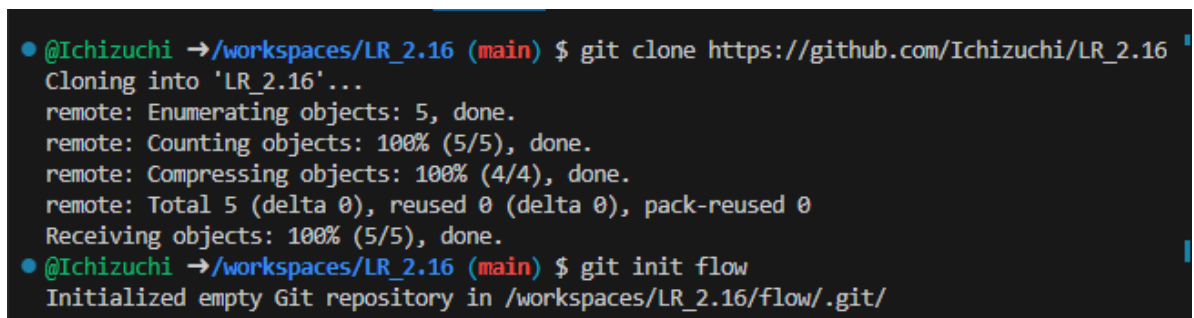 @Ichizuchi ➜/workspaces/LR_2.16 (main) $ git clone https://github.com/Ichizuchi/LR_2.16
Cloning into 'LR_2.16'...
remote: Enumerating objects: 5, done.
remote: Counting objects: 100% (5/5), done.
remote: Compressing objects: 100% (4/4), done.
remote: Total 5 (delta 0), reused 0 (delta 0), pack-reused 0
Receiving objects: 100% (5/5), done.
@Ichizuchi ➜/workspaces/LR_2.16 (main) $ git init flow
Initialized empty Git repository in /workspaces/LR_2.16/flow/.git/